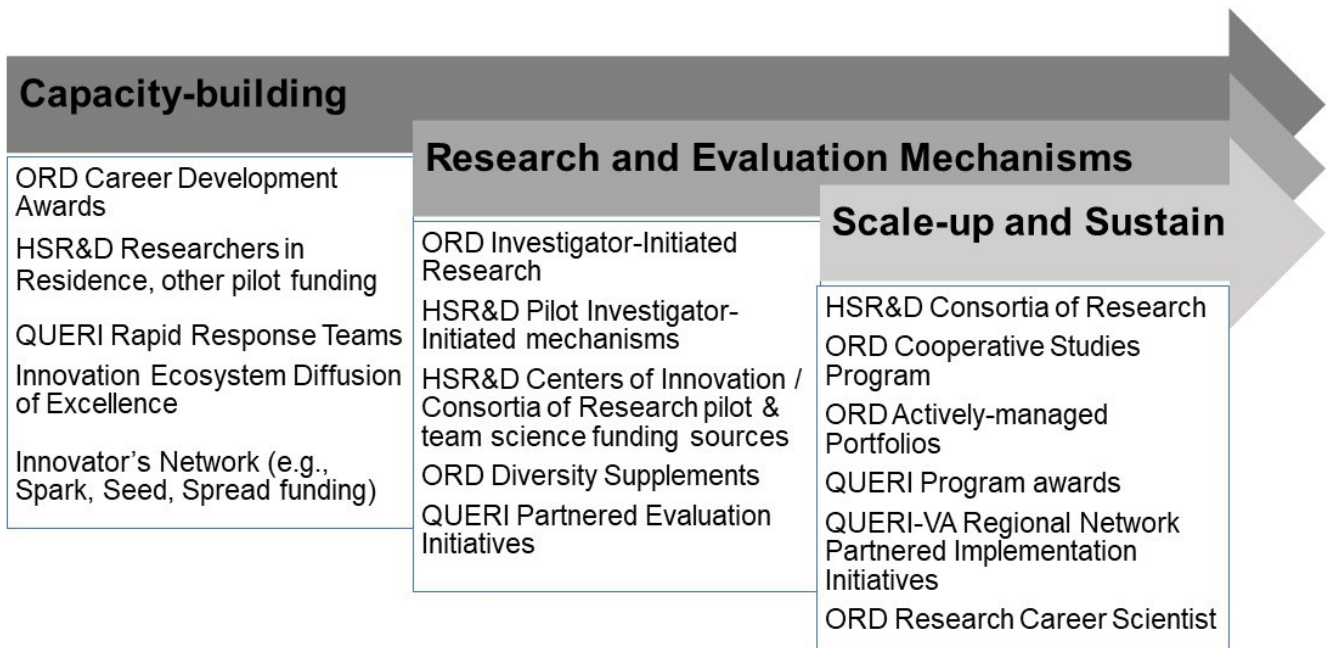 Capacity-building
ORD Career Development
Awards
HSR&D Researchers in
Residence, other pilot funding
QUERI Rapid Response Teams
Innovation Ecosystem Diffusion
of Excellence
Innovator's Network (e.g.,
Spark, Seed, Spread funding)
Research and Evaluation Mechanisms
ORD Investigator-Initiated
Research
HSR&D Pilot Investigator-
Initiated mechanisms
HSR&D Centers of Innovation /
Consortia of Research pilot &
team science funding sources
ORD Diversity Supplements
QUERI Partnered Evaluation
Initiatives
Scale-up and Sustain
HSR&D Consortia of Research
ORD Cooperative Studies
Program
ORD Actively-managed
Portfolios
QUERI Program awards
QUERI-VA Regional Network
Partnered Implementation
Initiatives
ORD Research Career Scientist